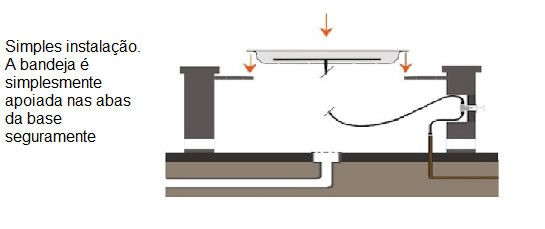 Simples instalação.
A bandeja é
simplesmente
apoiada nas abas
da base
seguramente